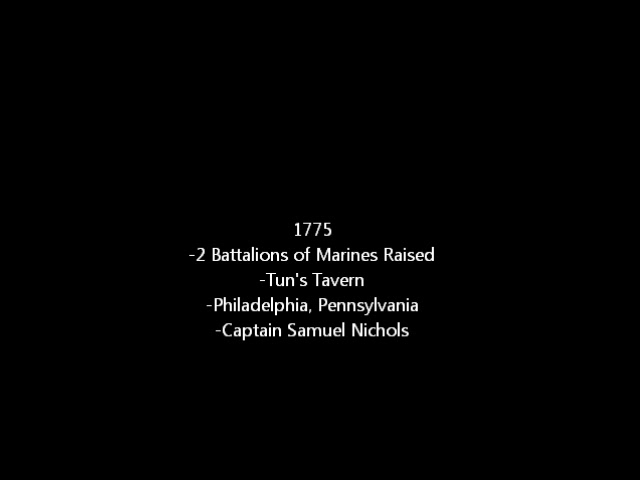 1775
-2 Battalions of Marines Raised
-Tun's Tavern
-Philadelphia, Pennsylvania
-Captain Samuel Nichols